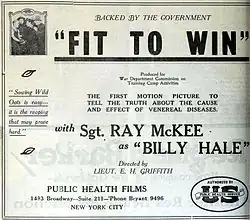 BACKED BY THE GOVERNMENT
"FIT TO WIN"
Produced for
War Department Commission on
Training Camp Activities
"Sowing Wild
Oats is easy—
it is the reaping
that may prove
hard."
THE FIRST MOTION PICTURE TO
TELL THE TRUTH ABOUT THE CAUSE
AND EFFECT OF VENEREAL DISEASES.
with Sgt. RAY McKEE
as "BILLY HALE"
Directed by
LIEUT. E. H. GRIFFITH
PUBLIC HEALTH FILMS
1493 Broadway—Suite 211—Phone Bryant 9496
NEW YORK CITY
AUTHORIZED BY
US
PUBLIC HEALTH SERVICE